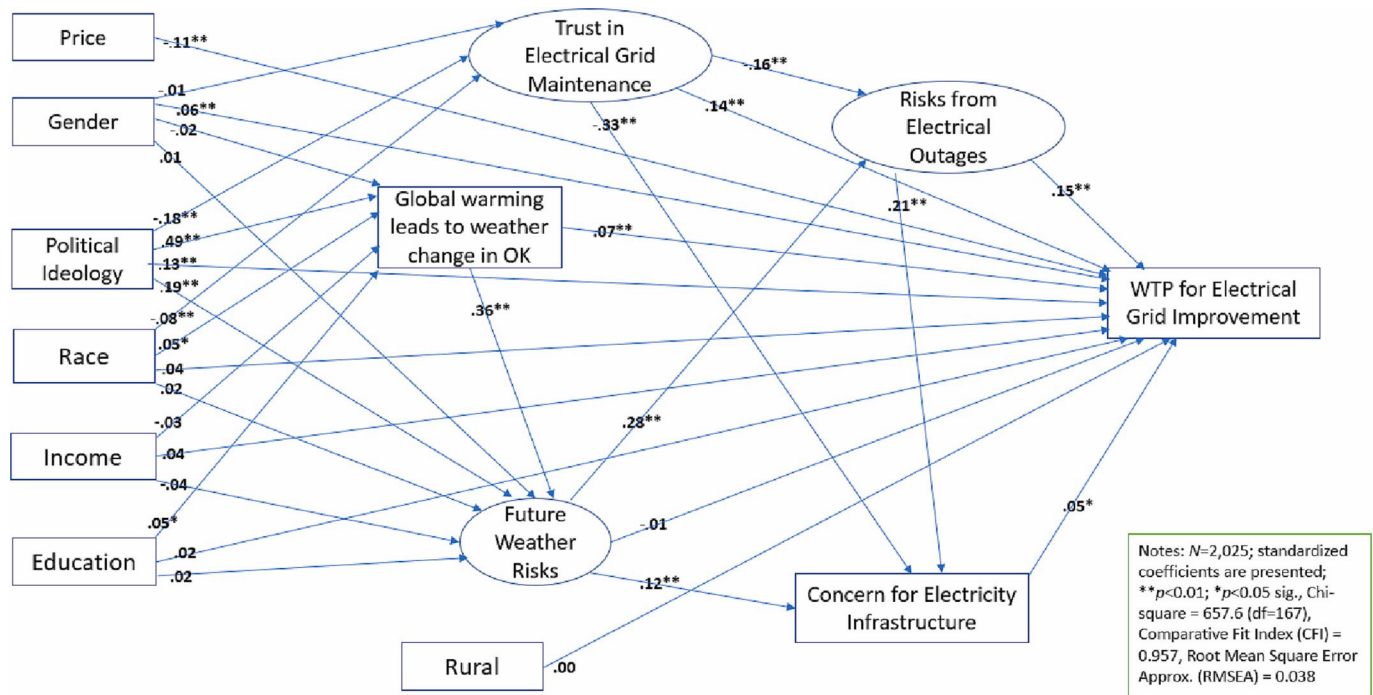 Price
-.11**
Trust in
Electrical Grid
Maintenance
-.16**
-.01
Gender
.06**
-.02
.01
.14**
-.33**
Risks from
Electrical
Outages
.15**
.21**
Global warming
leads to weather
change in OK
.07**
-.18**
.49**
Political
Ideology
.13**
.19**
WTP for Electrical
Grid Improvement
.36**
-.08**
Race
.05*
.04
.02
.28**
-.03
Income
.04
-.04
.05*
Education
.02
.02
Future
Weather
Risks
-.01
.12**
.05*
Concern for Electricity
Infrastructure
Rural
.00
Notes: N=2,025; standardized
coefficients are presented;
**p<0.01; *p<0.05 sig., Chi-
square = 657.6 (df=167),
Comparative Fit Index (CFI) =
0.957, Root Mean Square Error
Approx. (RMSEA) = 0.038